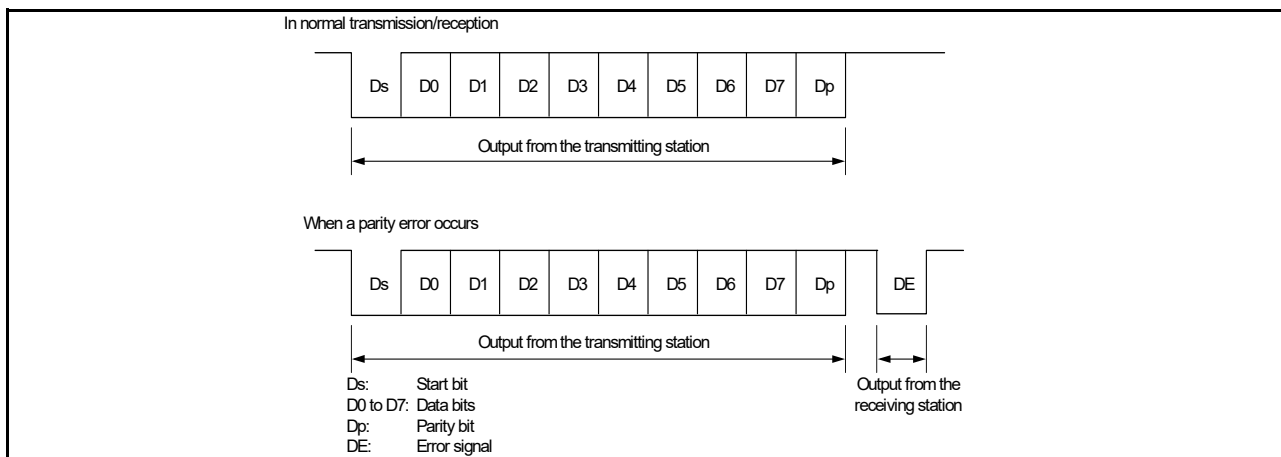 In normal transmission/reception
Ds D0 D1 D2 D3 D4 D5 D6 D7 Dp
Output from the transmitting station
When a parity error occurs
Ds D0 D1 D2 D3 D4 D5 D6 D7 Dp DE
Output from the transmitting station
Output from the
receiving station
Ds: Start bit
D0 to D7: Data bits
Dp: Parity bit
DE: Error signal